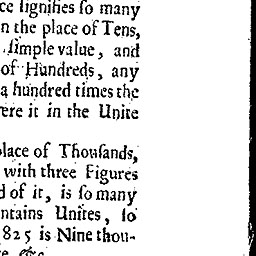 ce ſignifies ſo many
n the place of Tens,
ſimple value, and
of Hundreds, any
a hundred times the
ere it in the Unite
lace of Thouſands,
with three Figures
d of it, is ſo many
ntains Unites, ſo
825 is Nine thou-
&c.